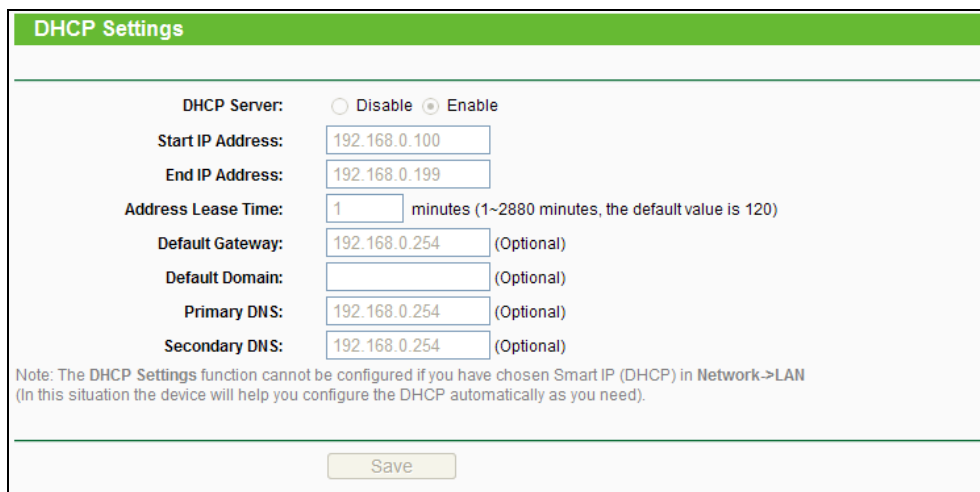 DHCP Settings
DHCP Server: Disable Enable
Start IP Address: 192.168.0.100
End IP Address: 192.168.0.199
Address Lease Time: 1 minutes (1~2880 minutes, the default value is 120)
Default Gateway: 192.168.0.254 (Optional)
Default Domain: (Optional)
Primary DNS: 192.168.0.254 (Optional)
Secondary DNS: 192.168.0.254 (Optional)
Note: The DHCP Settings function cannot be configured if you have chosen Smart IP (DHCP) in Network->LAN
(In this situation the device will help you configure the DHCP automatically as you need).
Save